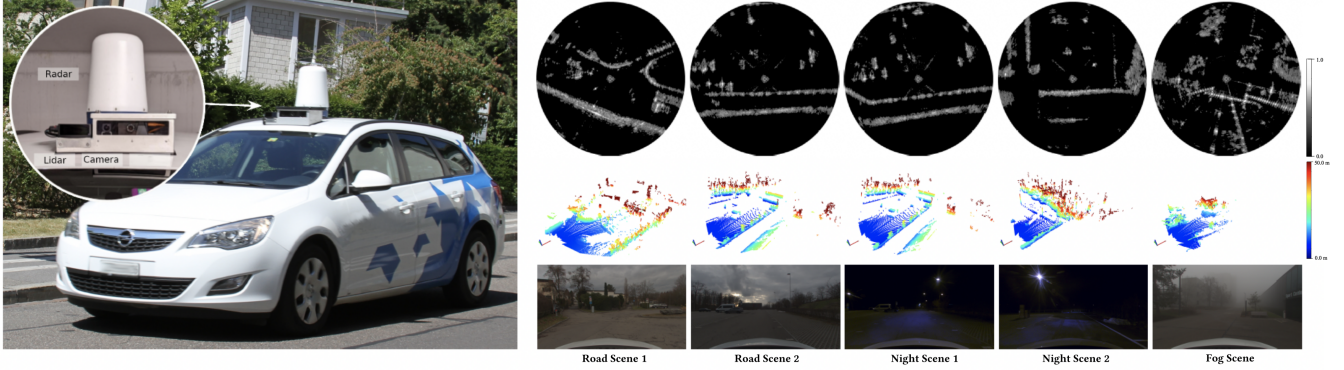 Radar
Lidar
Camera
1.0
0.0
50.0 m
0.0 m
Road Scene 1
Road Scene 2
Night Scene 1
Night Scene 2
Fog Scene